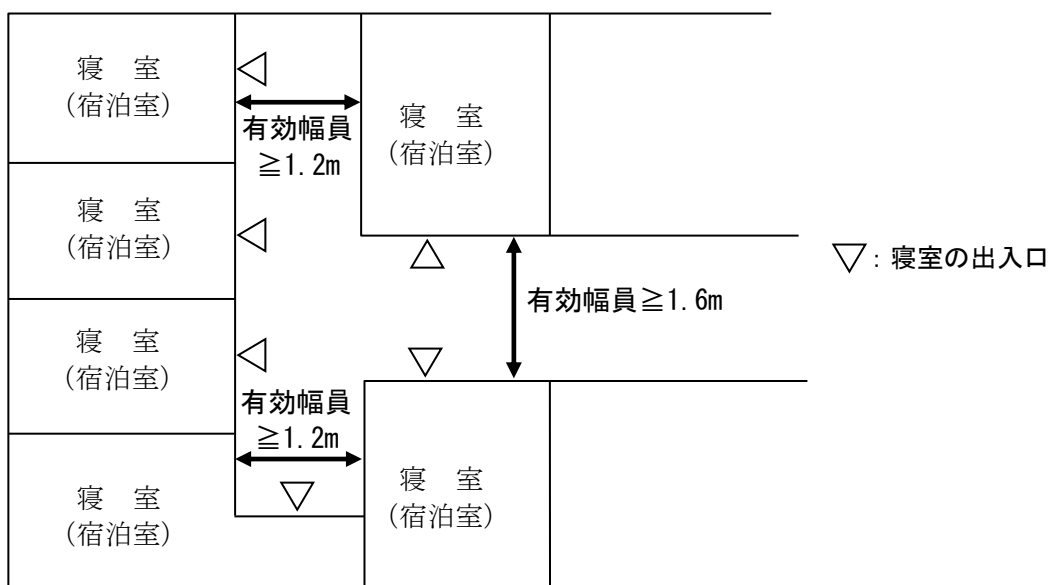 寝　室
(宿泊室)
有効幅員
≧1.2m
寝　室
(宿泊室)
寝　室
(宿泊室)
▽：寝室の出入口
有効幅員≧1.6m
寝　室
(宿泊室)
有効幅員
≧1.2m
寝　室
(宿泊室)
寝　室
(宿泊室)